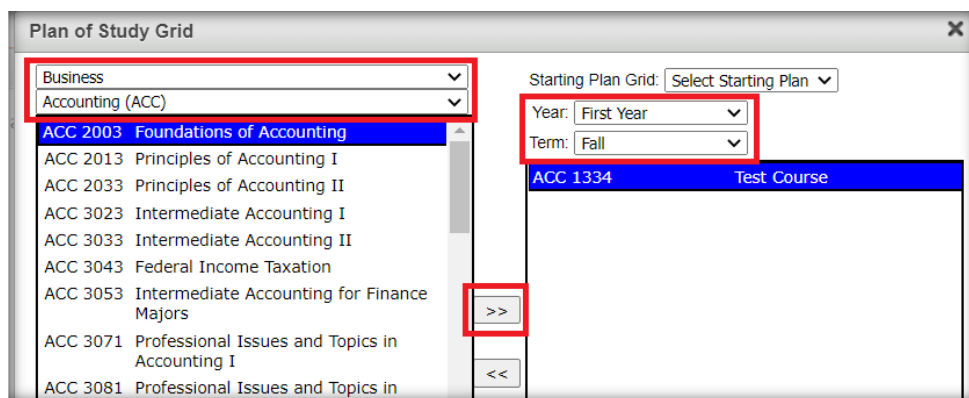 Plan of Study Grid
Business
Accounting (ACC)
ACC 2003 Foundations of Accounting
ACC 2013 Principles of Accounting I
ACC 2033 Principles of Accounting II
ACC 3023 Intermediate Accounting I
ACC 3033 Intermediate Accounting II
ACC 3043 Federal Income Taxation
ACC 3053 Intermediate Accounting for Finance
Majors
ACC 3071 Professional Issues and Topics in
Accounting I
ACC 3081 Professional Issues and Topics in
>>
<<
Starting Plan Grid: Select Starting Plan
Year: First Year
Term: Fall
ACC 1334 Test Course